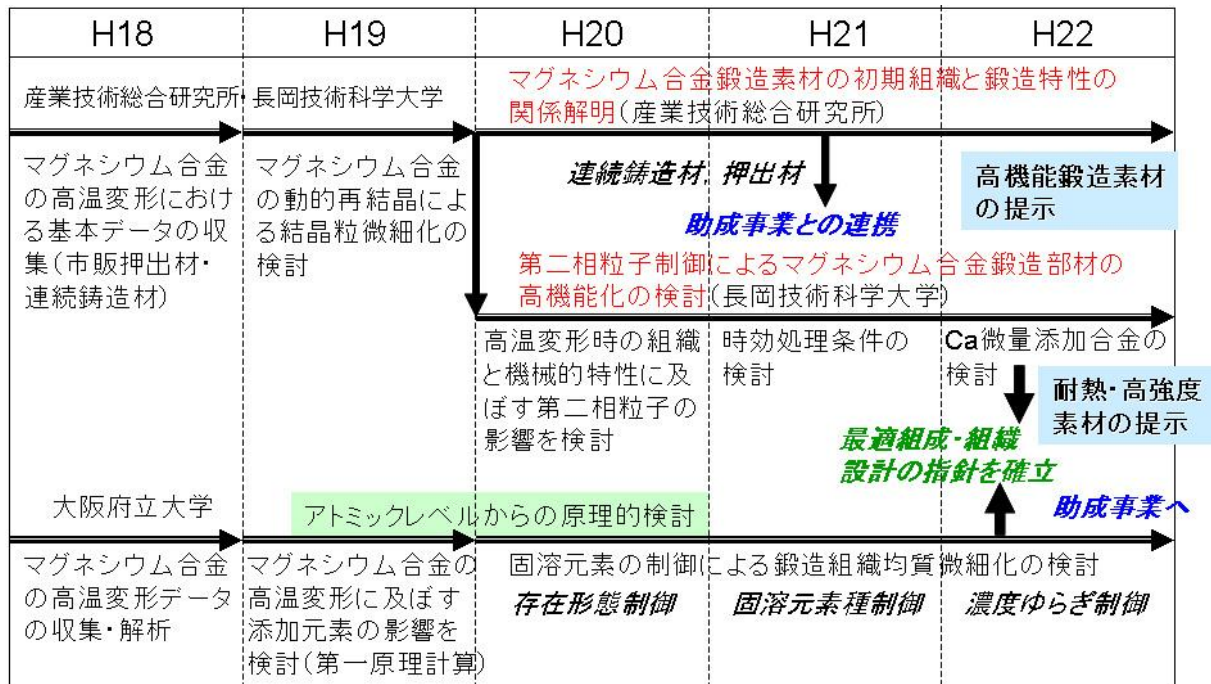 H18 H19 H20 H21 H22
産業技術総合研究所・長岡技術科学大学
マグネシウム合金鍛造素材の初期組織と鍛造特性の
関係解明(産業技術総合研究所)
マグネシウム合金
の高温変形におけ
る基本データの収
集(市販押出材・
連続鋳造材)
マグネシウム合金
の動的再結晶によ
る結晶粒微細化の
検討
連続鋳造材, 押出材
助成事業との連携
高機能鍛造素材
の提示
第二相粒子制御によるマグネシウム合金鍛造部材の
高機能化の検討(長岡技術科学大学)
高温変形時の組織
と機械的特性に及
ぼす第二相粒子の
影響を検討
時効処理条件の
検討
Ca微量添加合金の
検討
耐熱・高強度
素材の提示
最適組成・組織
設計の指針を確立
助成事業へ
大阪府立大学
アトミックレベルからの原理的検討
マグネシウム合金
の高温変形データ
の収集・解析
マグネシウム合金の
高温変形に及ぼす
添加元素の影響を
検討(第一原理計算)
固溶元素の制御による鍛造組織均質微細化の検討
存在形態制御
固溶元素種制御
濃度ゆらぎ制御